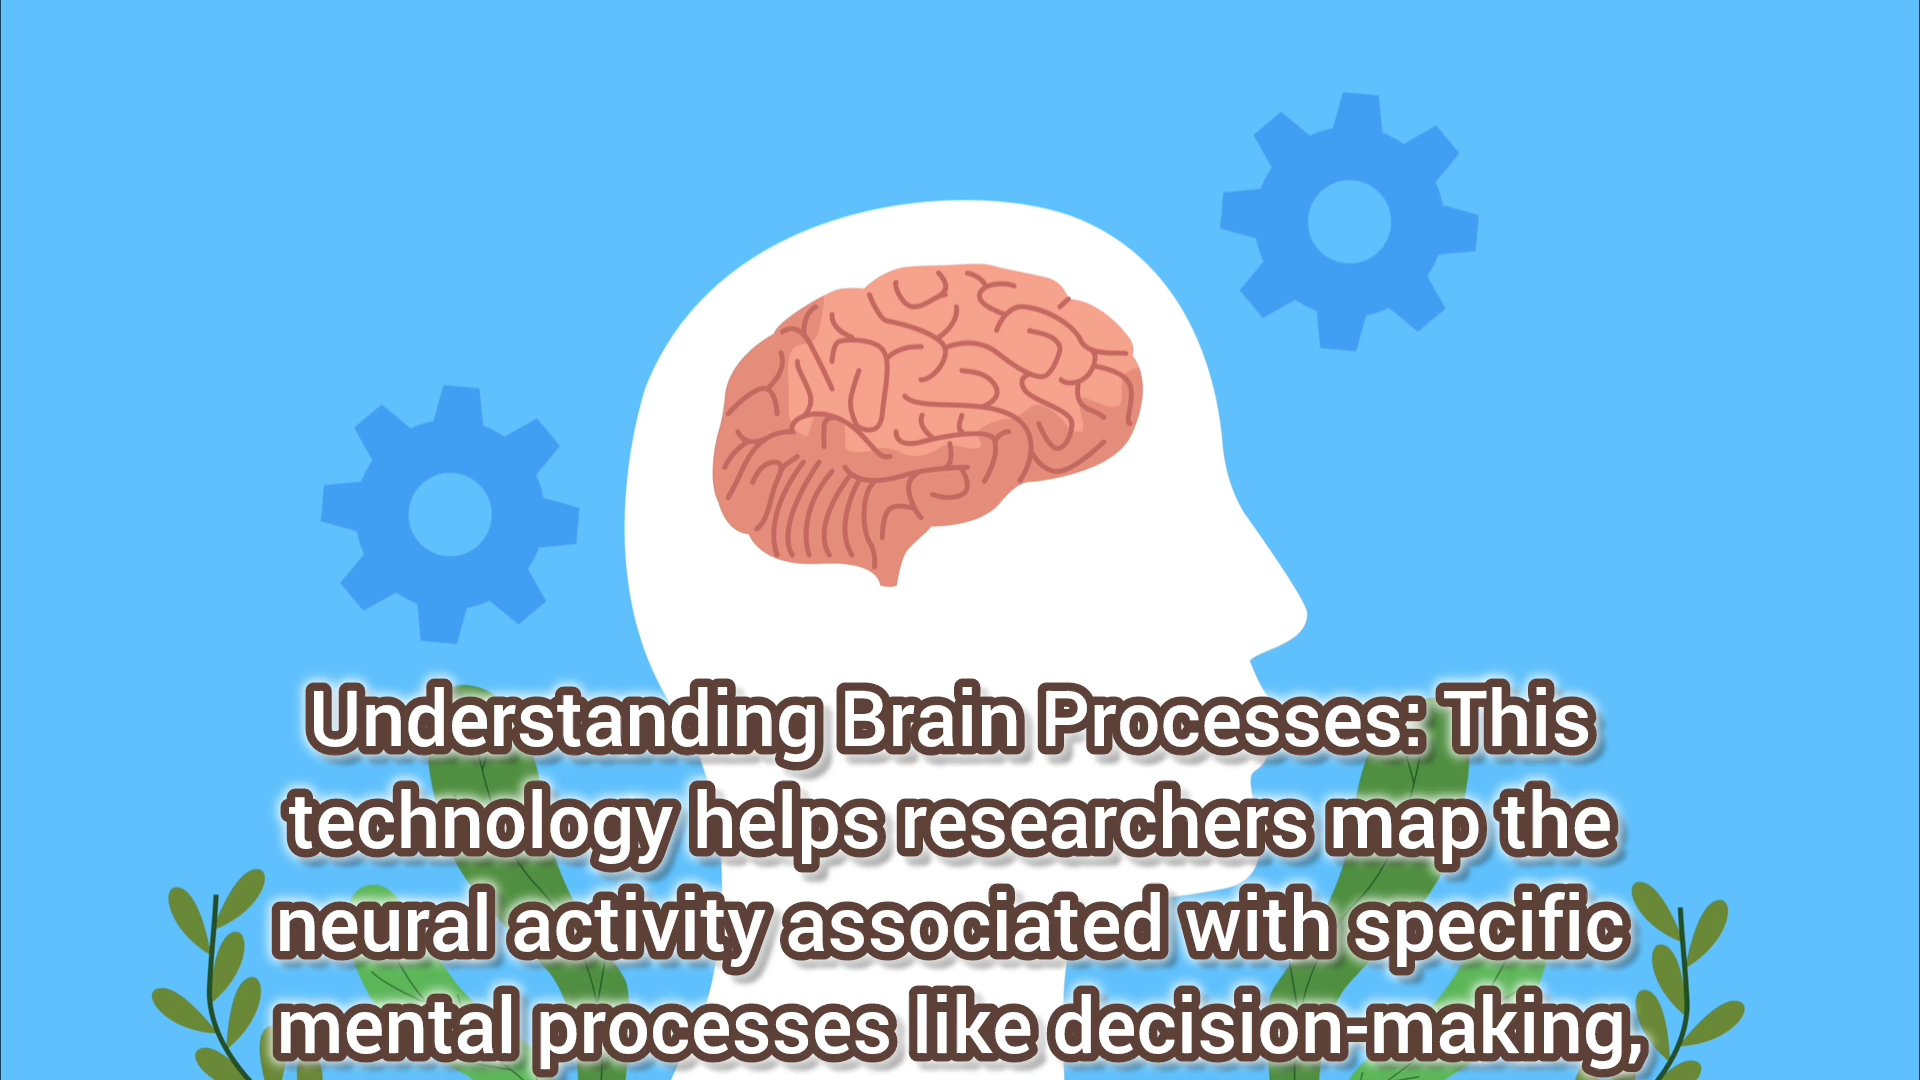 Understanding Brain Processes: This
technology helps researchers map the
neural activity associated with specific
mental processes like decision-making,